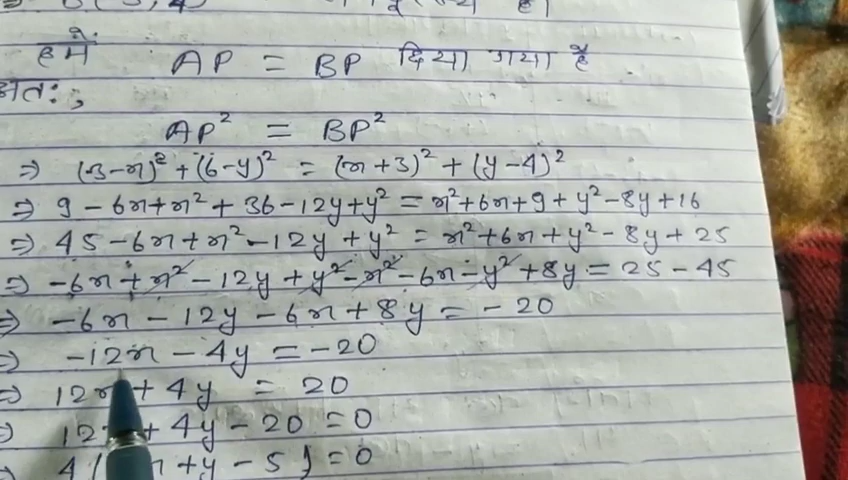 हमें AP = BP दिया गया है
अतः,
AP² = BP²
⇒ (3-x)² + (6-y)² = (x+3)² + (y-4)²
⇒ 9 - 6x + x² + 36 - 12y + y² = x² + 6x + 9 + y² - 8y + 16
⇒ 45 - 6x + x² - 12y + y² = x² + 6x + y² - 8y + 25
⇒ -6x + x² - 12y + y² - x² - 6x - y² + 8y = 25 - 45
⇒ -6x - 12y - 6x + 8y = -20
⇒ -12x - 4y = -20
⇒ 12x + 4y = 20
⇒ 12 + 4y - 20 = 0
⇒ 4( x + y - 5) = 0